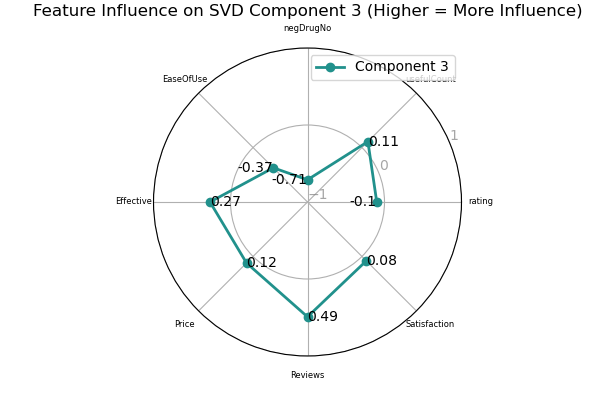 Feature Influence on SVD Component 3 (Higher = More Influence)
negDrugNo
Component 3
EaseOfUse
usefulCount
1
0.11
0
-0.37
-0.71
−1
Effective
0.27
-0.1
rating
0.12
0.08
Price
0.49
Satisfaction
Reviews